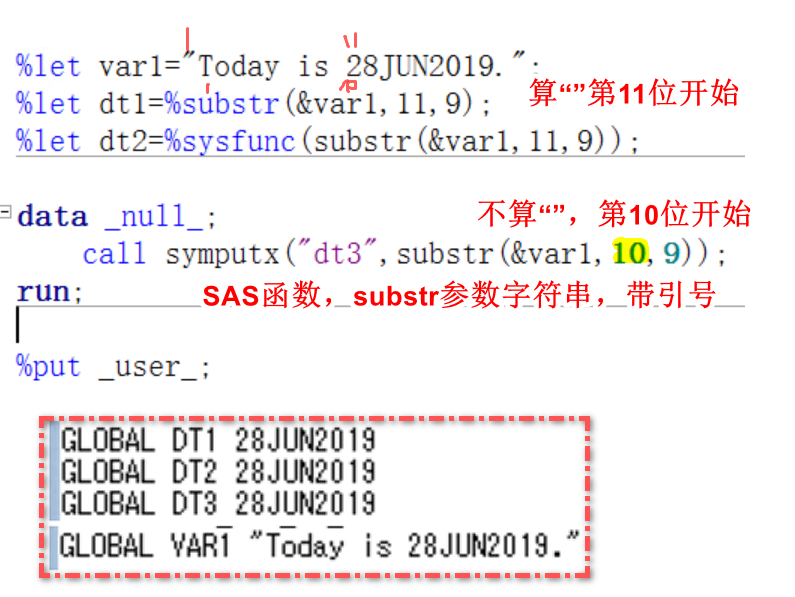 %let var1="Today is 28JUN2019.";
%let dt1=%substr(&var1,11,9);
算“”第11位开始
%let dt2=%sysfunc(substr(&var1,11,9));
data _null_;
不算“”，第10位开始
call symputx("dt3",substr(&var1,10,9));
run;
SAS函数，substr参数字符串，带引号
%put _user_;
GLOBAL DT1 28JUN2019
GLOBAL DT2 28JUN2019
GLOBAL DT3 28JUN2019
GLOBAL VAR1 "Today is 28JUN2019."